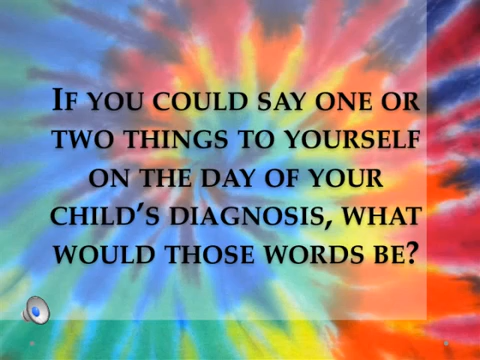 If you could say one or
two things to yourself
on the day of your
child’s diagnosis, what
would those words be?